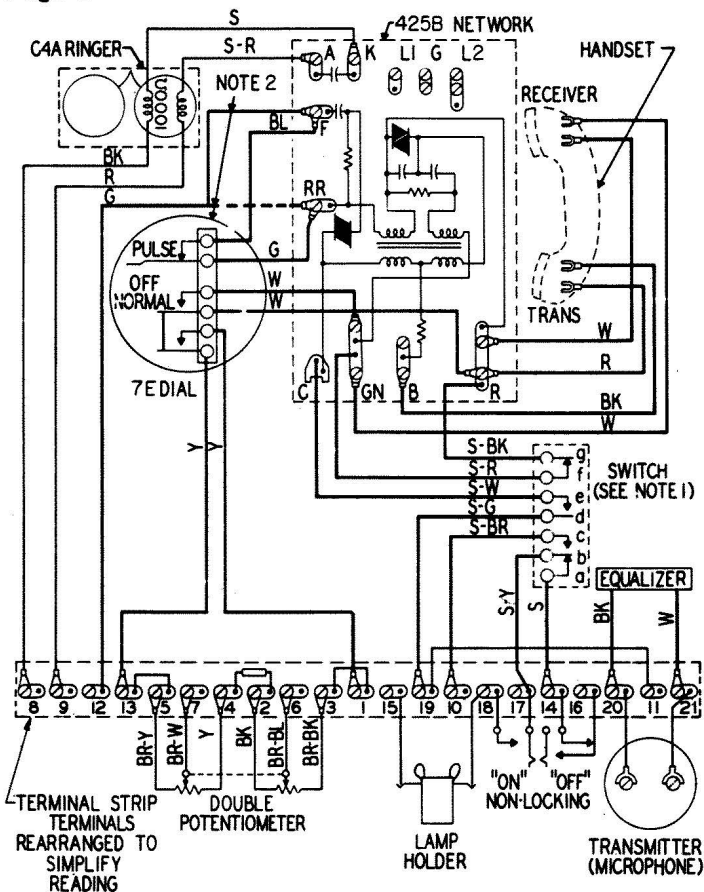 S
425B NETWORK
C4A RINGER
S-R
A K L1 G L2
HANDSET
NOTE 2
RECEIVER
BL
F
BK
R
G
RR
PULSE
G
OFF
NORMAL
W
W
TRANS
W
7E DIAL
C GN B R
R
BK
W
Y Y
S-BK
S-R
S-W
S-G
S-BR
g
f
e
d
c
b
a
SWITCH
(SEE NOTE 1)
S-Y
S
EQUALIZER
BK
W
8 9 12 13 5 7 4 2 6 3 1 15 19 10 18 17 14 16 20 11 21
BR-Y
BR-W
Y
BK
BR-BL
BR-BK
"ON" "OFF"
NON-LOCKING
TERMINAL STRIP
TERMINALS
REARRANGED TO
SIMPLIFY
READING
DOUBLE
POTENTIOMETER
LAMP
HOLDER
TRANSMITTER
(MICROPHONE)